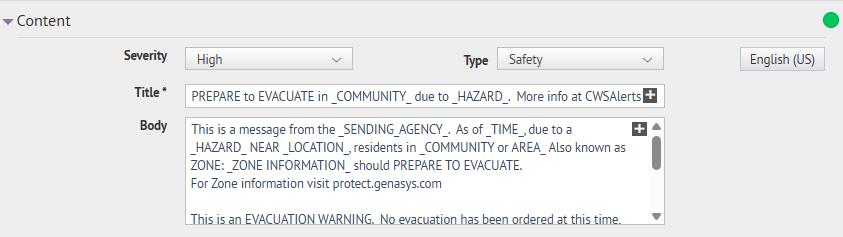 Content
Severity High Type Safety English (US)
Title * PREPARE to EVACUATE in _COMMUNITY_ due to _HAZARD_.  More info at CWSAlerts
Body This is a message from the _SENDING_AGENCY_.  As of _TIME_, due to a
_HAZARD_ NEAR _LOCATION_, residents in _COMMUNITY or AREA_ Also known as
ZONE: _ZONE INFORMATION_ should PREPARE TO EVACUATE.
For Zone information visit protect.genasys.com
This is an EVACUATION WARNING.  No evacuation has been ordered at this time.